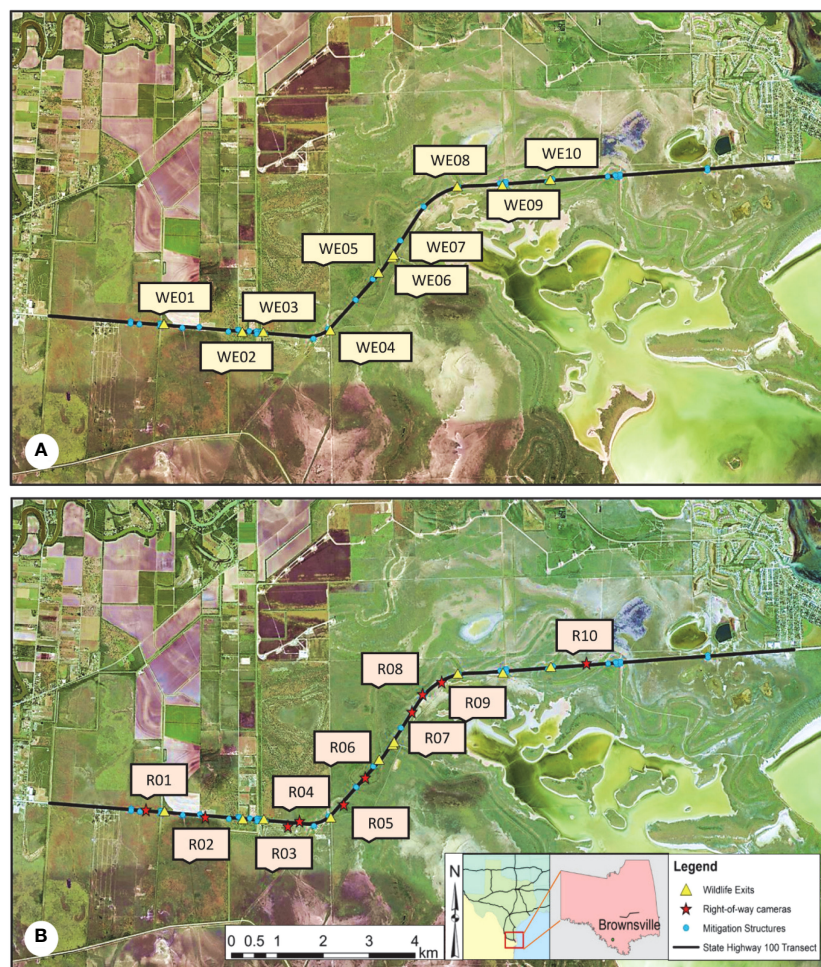 WE08
WE10
WE05
WE07
WE09
WE06
WE01
WE03
WE02
WE04
A
R10
R08
R09
R06
R07
R01
R04
R02
R05
R03
N
Legend
Wildlife Exits
Right-of-way cameras
Mitigation Structures
State Highway 100 Transect
Brownsville
0 0.5 1 2 3 4
km
B